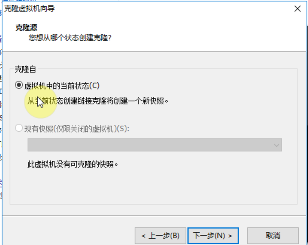 克隆虚拟机向导
克隆源
您想从哪个状态创建克隆?
克隆自
虚拟机中的当前状态(C)
从当前状态创建链接克隆将创建一个新快照。
现有快照(仅限关闭的虚拟机)(S):
此虚拟机没有可克隆的快照。
< 上一步(B)
下一步(N) >
取消